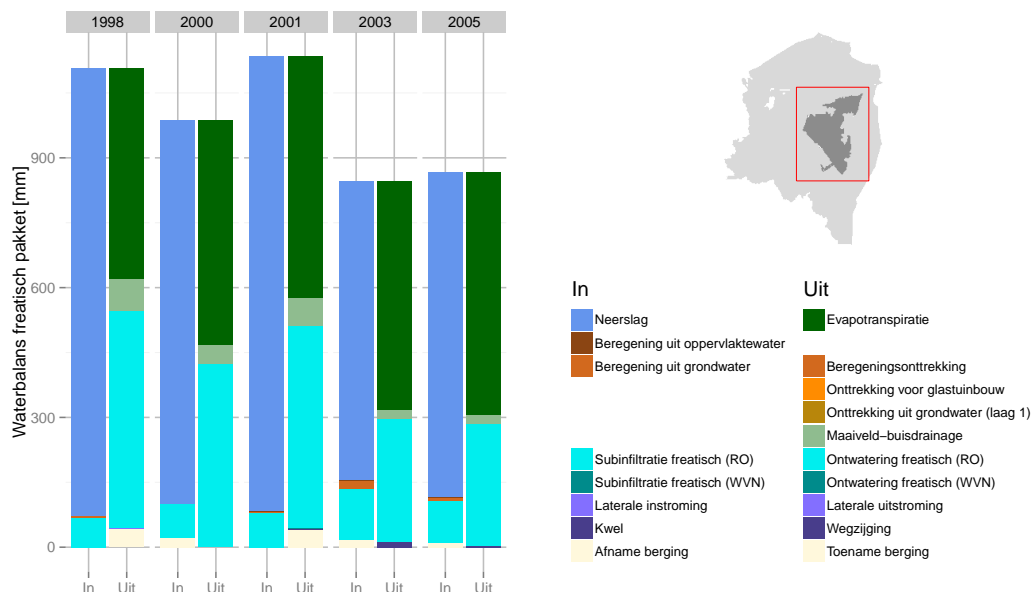 1998 2000 2001 2003 2005
Waterbalans freatisch pakket [mm]
900
600
300
0
In Uit In Uit In Uit In Uit In Uit
In
Neerslag
Beregening uit oppervlaktewater
Beregening uit grondwater
Subinfiltratie freatisch (RO)
Subinfiltratie freatisch (WVN)
Laterale instroming
Kwel
Afname berging
Uit
Evapotranspiratie
Beregeningsonttrekking
Onttrekking voor glastuinbouw
Onttrekking uit grondwater (laag 1)
Maaiveld−buisdrainage
Ontwatering freatisch (RO)
Ontwatering freatisch (WVN)
Laterale uitstroming
Wegzijging
Toename berging